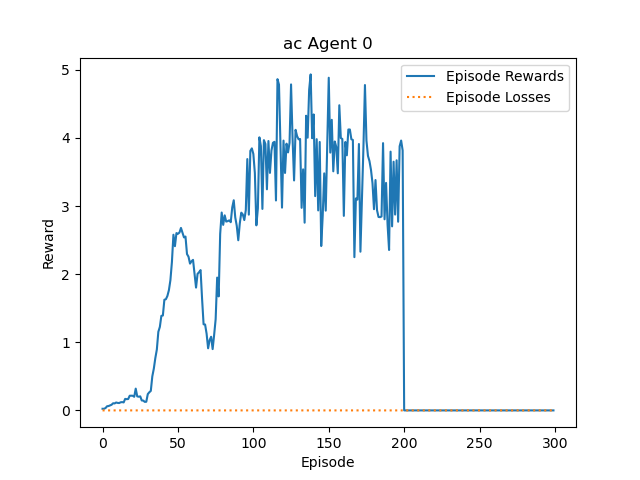 ac Agent 0
Episode Rewards
Episode Losses
Reward
5
4
3
2
1
0
0 50 100 150 200 250 300
Episode